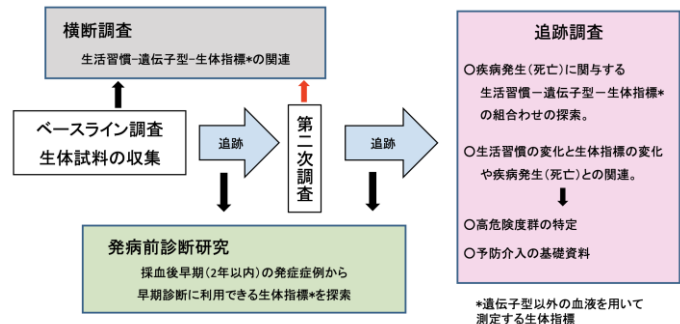 横断調査
生活習慣-遺伝子型-生体指標*の関連
ベースライン調査
生体試料の収集
追跡
第二次調査
追跡
発病前診断研究
採血後早期(2年以内)の発症症例から
早期診断に利用できる生体指標*を探索
追跡調査
○疾病発生(死亡)に関与する
生活習慣－遺伝子型－生体指標*
の組合わせの探索。
○生活習慣の変化と生体指標の変化
や疾病発生(死亡)との関連。
○高危険度群の特定
○予防介入の基礎資料
*遺伝子型以外の血液を用いて
測定する生体指標